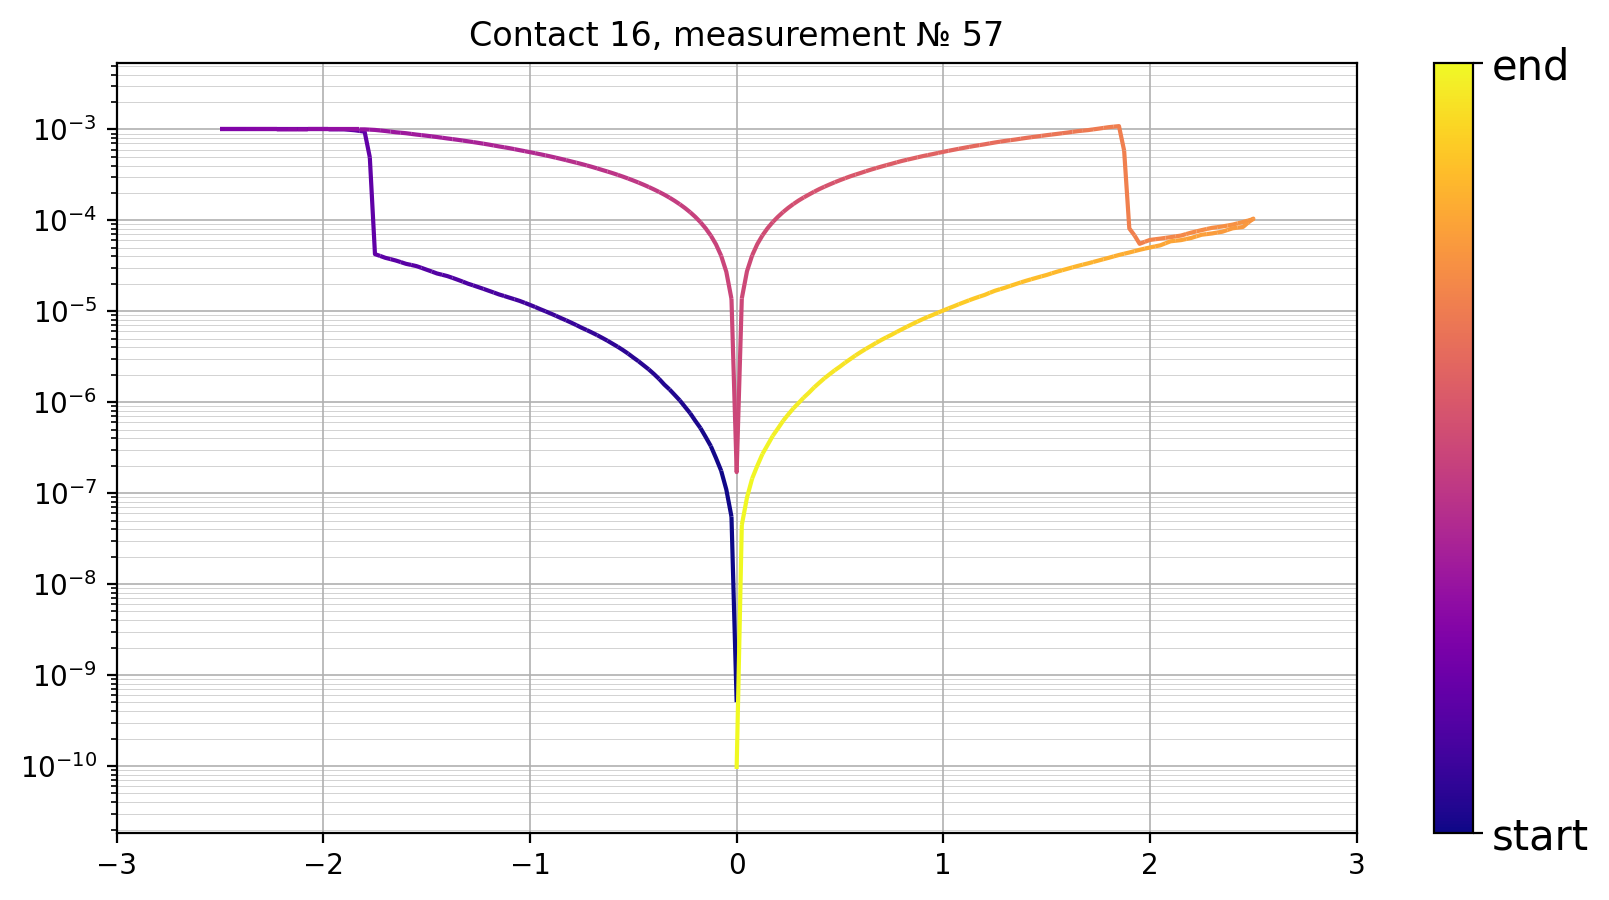 Contact 16, measurement № 57
10⁻³
10⁻⁴
10⁻⁵
10⁻⁶
10⁻⁷
10⁻⁸
10⁻⁹
10⁻¹⁰
−3 −2 −1 0 1 2 3
end
start